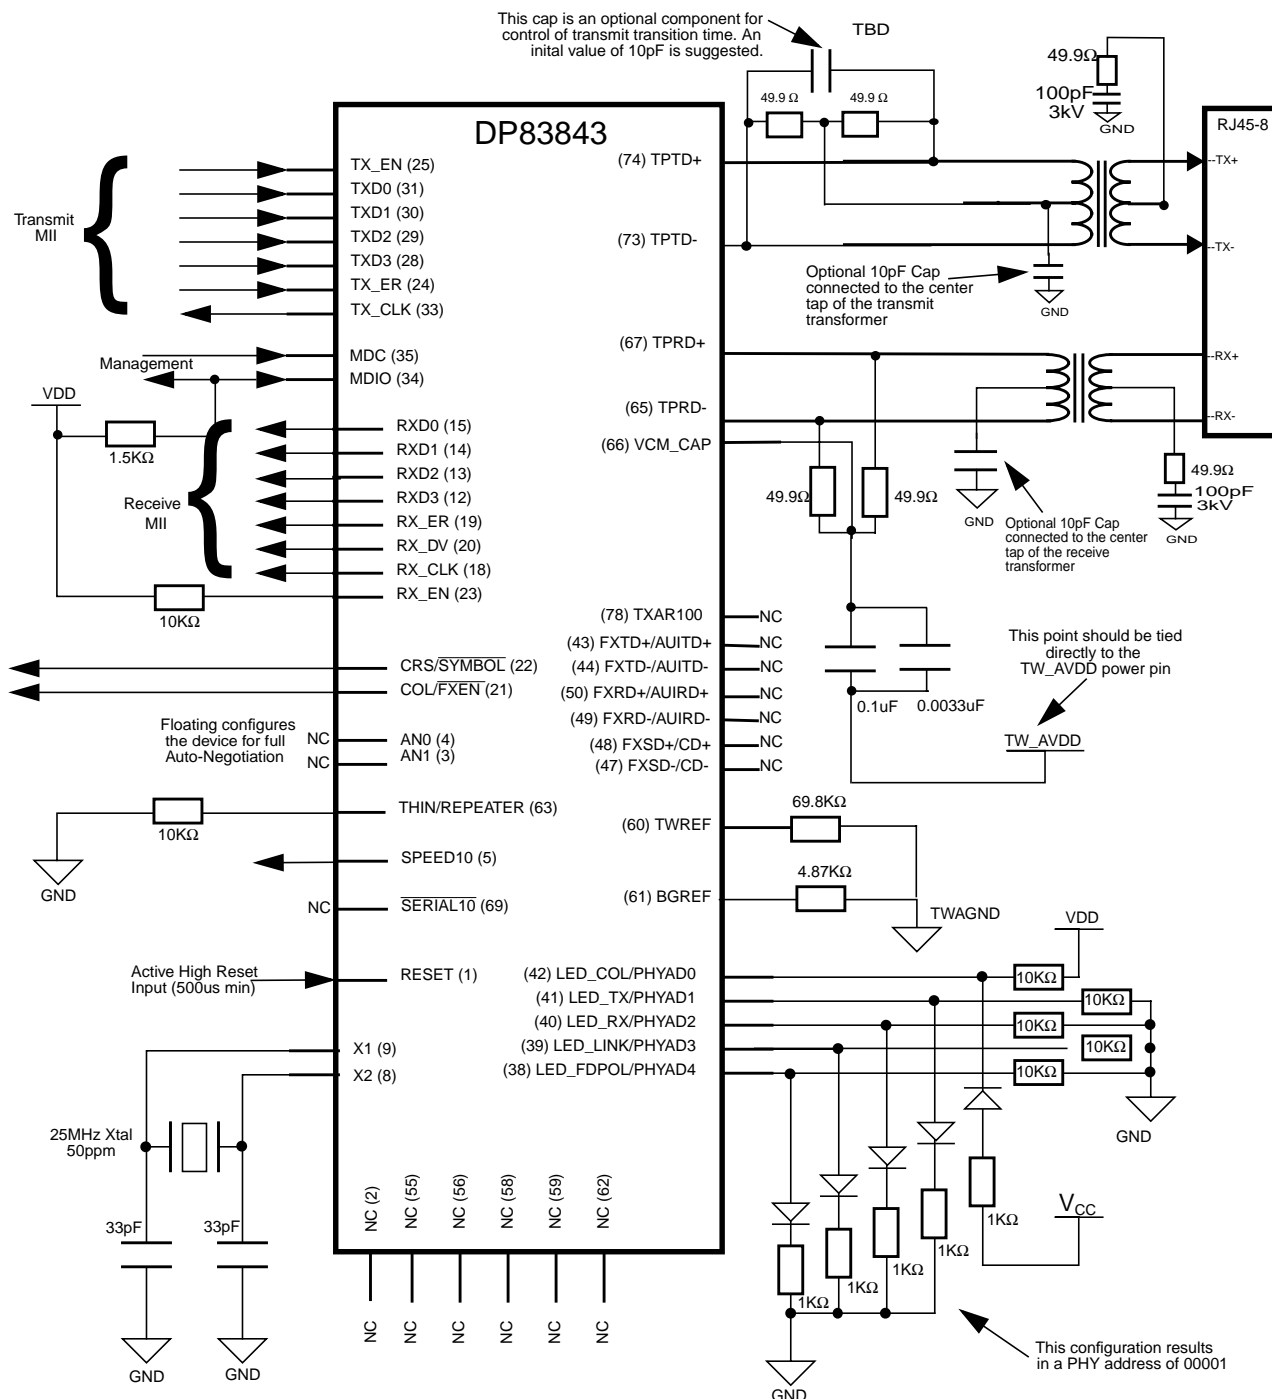 This cap is an optional component for
control of transmit transition time. An
inital value of 10pF is suggested.
TBD
49.9 Ω
49.9 Ω
49.9Ω
100pF
3kV
GND
RJ45-8
DP83843
Transmit
MII
TX_EN (25)
TXD0 (31)
TXD1 (30)
TXD2 (29)
TXD3 (28)
TX_ER (24)
TX_CLK (33)
MDC (35)
Management
MDIO (34)
VDD
1.5KΩ
Receive
MII
RXD0 (15)
RXD1 (14)
RXD2 (13)
RXD3 (12)
RX_ER (19)
RX_DV (20)
RX_CLK (18)
RX_EN (23)
10KΩ
CRS/SYMBOL (22)
COL/FXEN (21)
Floating configures
the device for full
Auto-Negotiation
NC
NC
AN0 (4)
AN1 (3)
THIN/REPEATER (63)
10KΩ
GND
SPEED10 (5)
NC
SERIAL10 (69)
Active High Reset
Input (500us min)
RESET (1)
X1 (9)
X2 (8)
25MHz Xtal
50ppm
33pF
33pF
GND
GND
NC (2)
NC (55)
NC (56)
NC (58)
NC (59)
NC (62)
NC
NC
NC
NC
NC
NC
(74) TPTD+
(73) TPTD-
--TX+
--TX-
Optional 10pF Cap
connected to the center
tap of the transmit
transformer
GND
(67) TPRD+
(65) TPRD-
(66) VCM_CAP
--RX+
--RX-
49.9Ω
49.9Ω
GND
Optional 10pF Cap
connected to the center
tap of the receive
transformer
49.9Ω
100pF
3kV
GND
(78) TXAR100
NC
(43) FXTD+/AUITD+
NC
(44) FXTD-/AUITD-
NC
(50) FXRD+/AUIRD+
NC
(49) FXRD-/AUIRD-
NC
(48) FXSD+/CD+
NC
(47) FXSD-/CD-
NC
0.1uF
0.0033uF
This point should be tied
directly to the
TW_AVDD power pin
TW_AVDD
(60) TWREF
69.8KΩ
(61) BGREF
4.87KΩ
TWAGND
VDD
(42) LED_COL/PHYAD0
10KΩ
(41) LED_TX/PHYAD1
10KΩ
(40) LED_RX/PHYAD2
10KΩ
(39) LED_LINK/PHYAD3
10KΩ
(38) LED_FDPOL/PHYAD4
10KΩ
GND
1KΩ
1KΩ
1KΩ
1KΩ
1KΩ
VCC
GND
This configuration results
in a PHY address of 00001